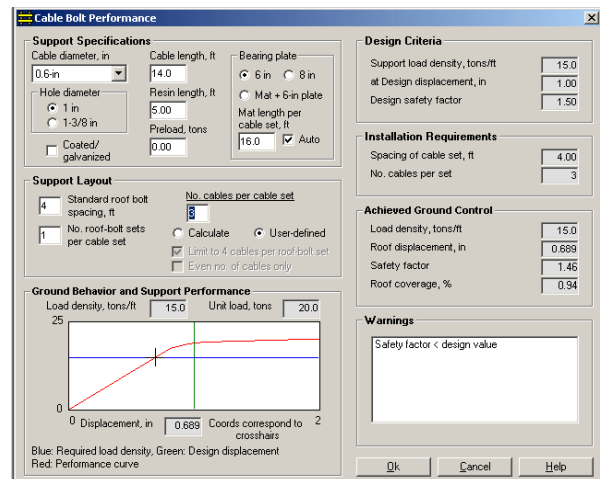 Cable Bolt Performance
Support Specifications
Cable diameter, in
0.6-in
Hole diameter
1 in
1-3/8 in
Coated/
galvanized
Cable length, ft
14.0
Resin length, ft
5.00
Preload, tons
0.00
Bearing plate
6 in 8 in
Mat + 6-in plate
Mat length per
cable set, ft
16.0 Auto
Support Layout
4 Standard roof bolt
spacing, ft
1 No. roof-bolt sets
per cable set
No. cables per cable set
3
Calculate User-defined
Limit to 4 cables per roof-bolt set
Even no. of cables only
Ground Behavior and Support Performance
Load density, tons/ft 15.0 Unit load, tons 20.0
25
0
0 Displacement, in 0.689 Coords correspond to 2
crosshairs
Blue: Required load density, Green: Design displacement
Red: Performance curve
Design Criteria
Support load density, tons/ft 15.0
at Design displacement, in 1.00
Design safety factor 1.50
Installation Requirements
Spacing of cable set, ft 4.00
No. cables per set 3
Achieved Ground Control
Load density, tons/ft 15.0
Roof displacement, in 0.689
Safety factor 1.46
Roof coverage, % 0.94
Warnings
Safety factor < design value
Ok Cancel Help